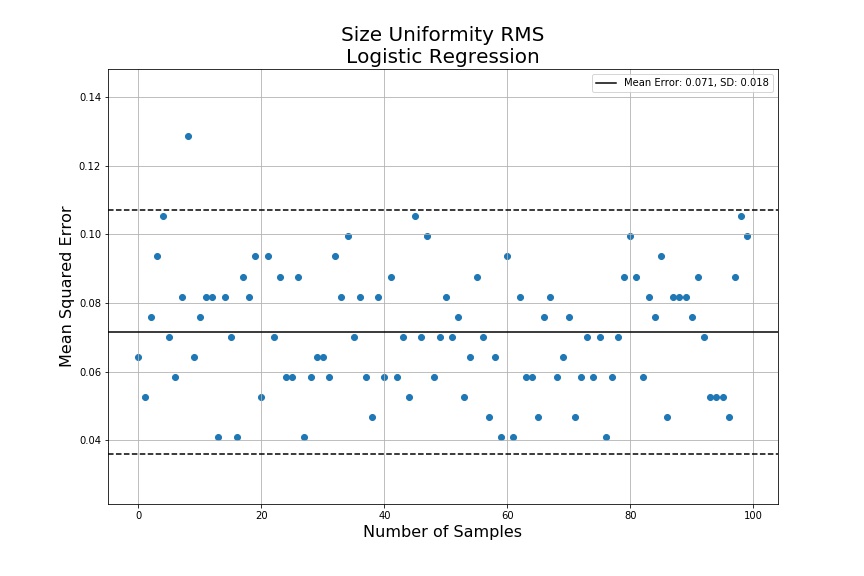 Size Uniformity RMS
Logistic Regression
Mean Error: 0.071, SD: 0.018
Mean Squared Error
0.14
0.12
0.10
0.08
0.06
0.04
0
20
40
60
80
100
Number of Samples